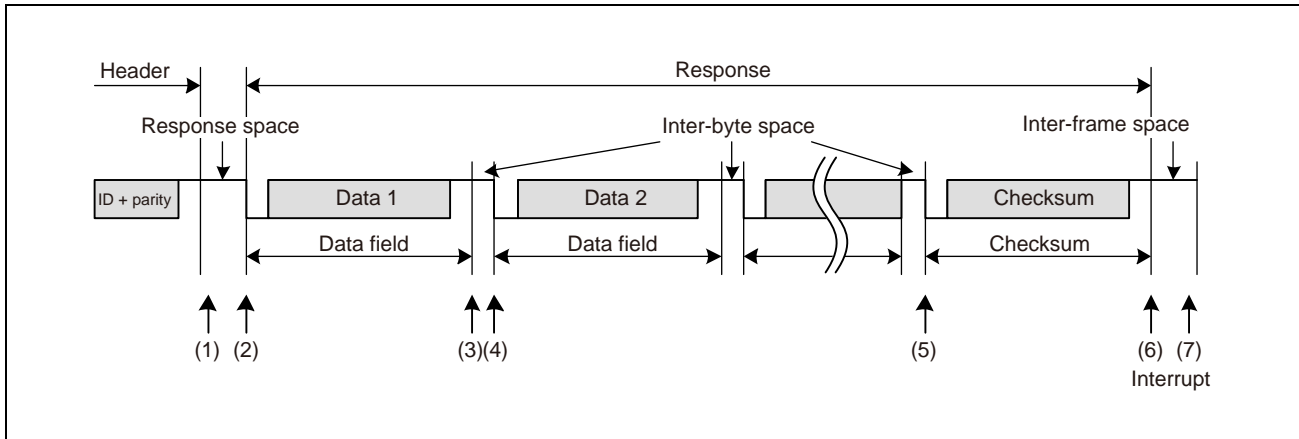 Header
Response
Response space
Inter-byte space
Inter-frame space
ID + parity
Data 1
Data 2
Checksum
Data field
Data field
Checksum
(1)
(2)
(3)(4)
(5)
(6)
(7)
Interrupt